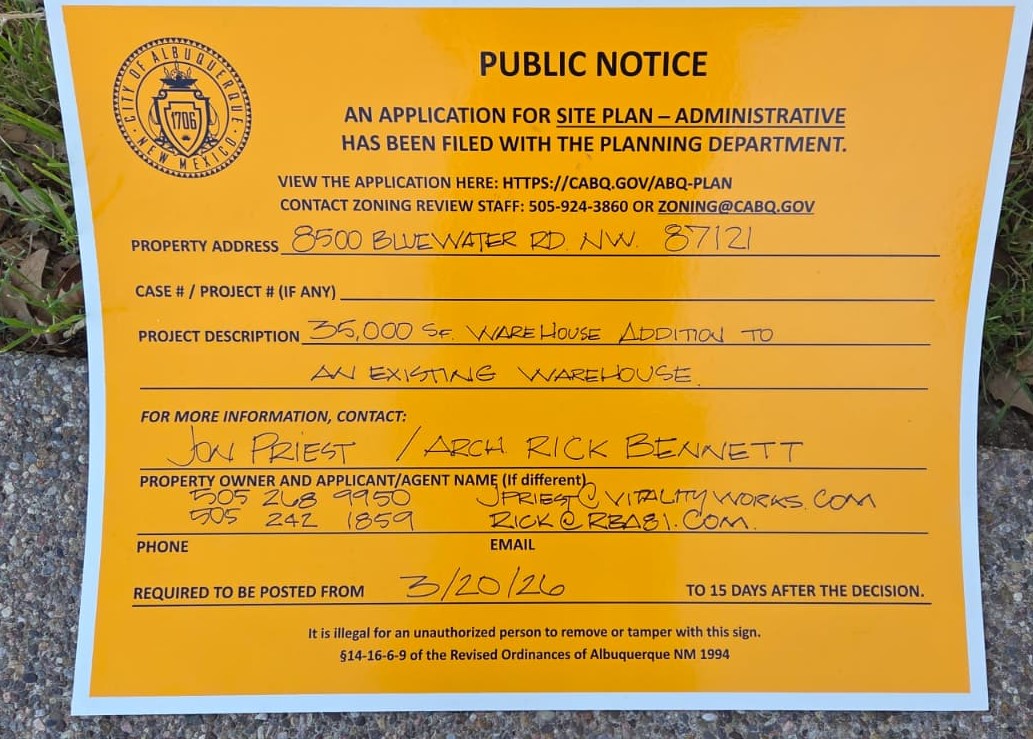 CITY OF ALBUQUERQUE
1706
NEW MEXICO
PUBLIC NOTICE
AN APPLICATION FOR SITE PLAN – ADMINISTRATIVE
HAS BEEN FILED WITH THE PLANNING DEPARTMENT.
VIEW THE APPLICATION HERE: HTTPS://CABQ.GOV/ABQ-PLAN
CONTACT ZONING REVIEW STAFF: 505-924-3860 OR ZONING@CABQ.GOV
PROPERTY ADDRESS 8500 BLUEWATER RD. NW. 87121
CASE # / PROJECT # (IF ANY)
PROJECT DESCRIPTION 35,000 SF. WAREHOUSE ADDITION TO
AN EXISTING WAREHOUSE.
FOR MORE INFORMATION, CONTACT:
JON PRIEST / ARCH. RICK BENNETT
PROPERTY OWNER AND APPLICANT/AGENT NAME (If different)
505 268 9950 JPRIEST@VITALITYWORKS.COM
505 242 1859 RICK@RBA81.COM.
PHONE EMAIL
REQUIRED TO BE POSTED FROM 3/20/26 TO 15 DAYS AFTER THE DECISION.
It is illegal for an unauthorized person to remove or tamper with this sign.
§14-16-6-9 of the Revised Ordinances of Albuquerque NM 1994